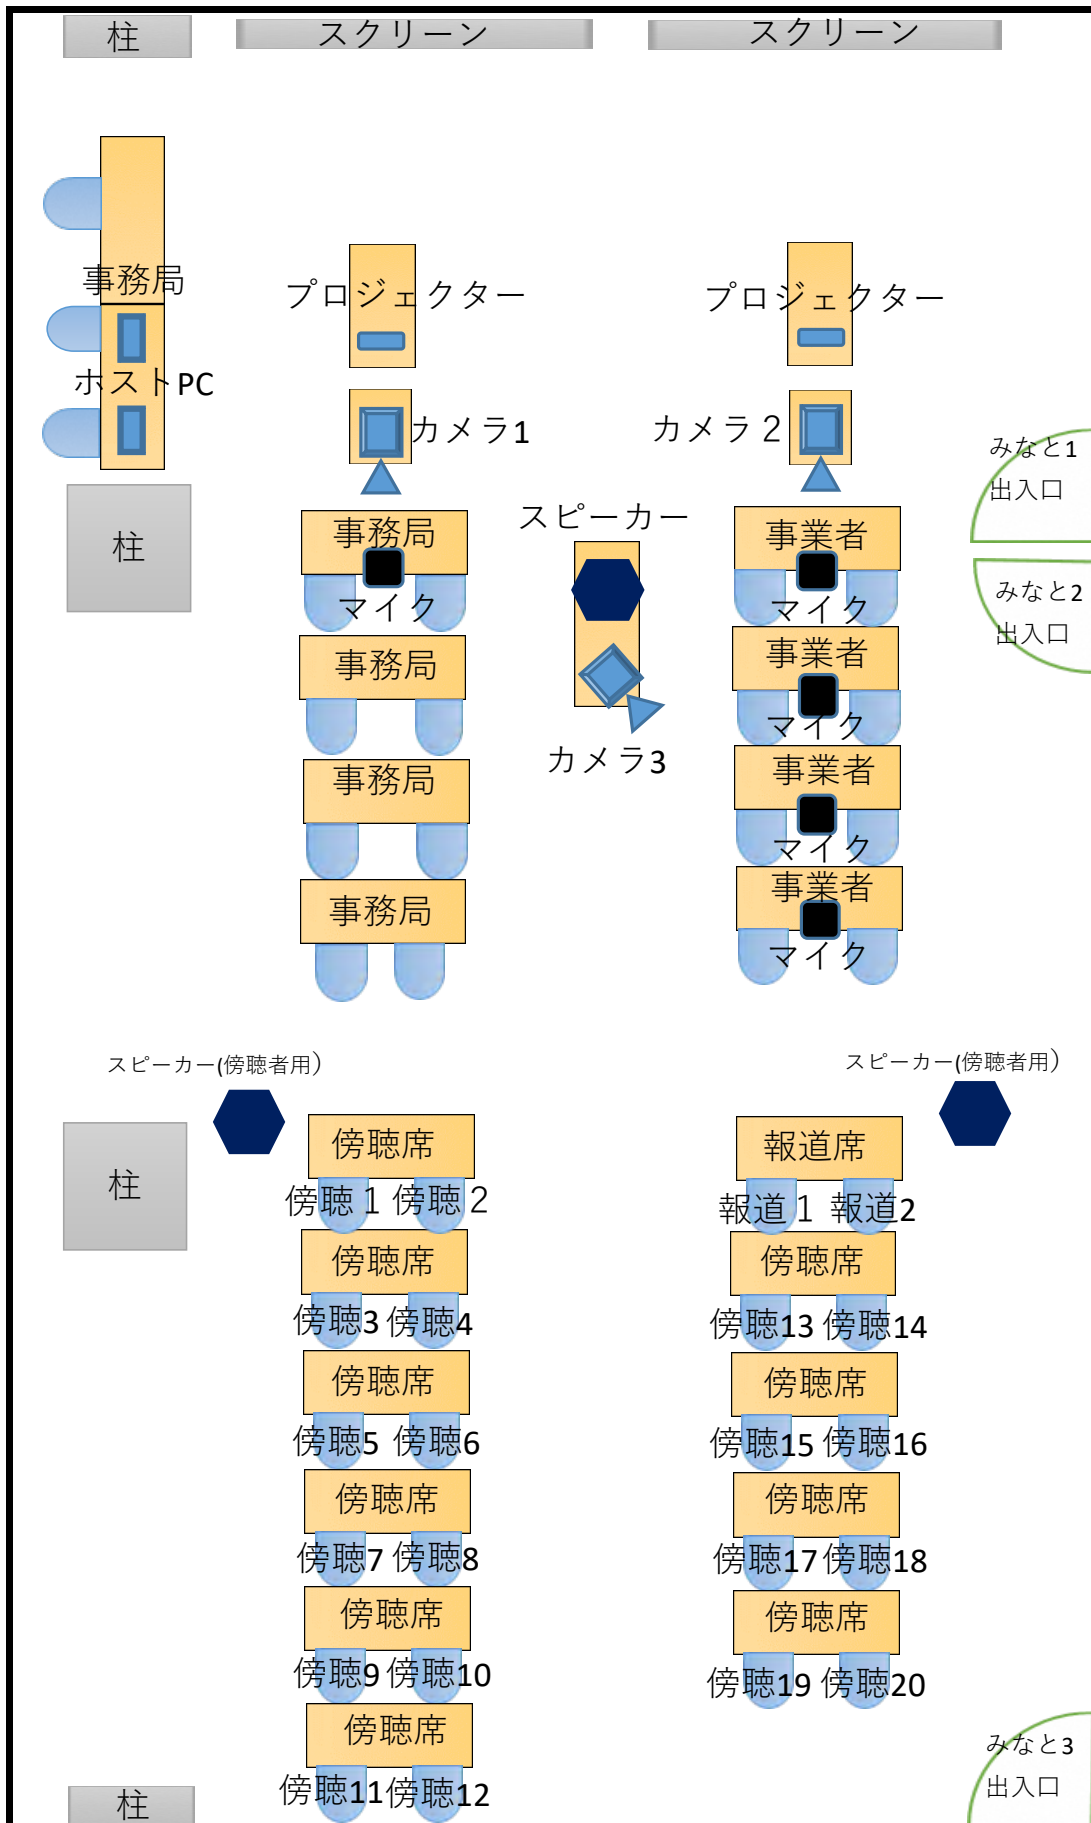 柱
スクリーン
スクリーン
事務局
プロジェクター
プロジェクター
ホストPC
カメラ1
カメラ２
みなと1
出入口
柱
事務局
マイク
スピーカー
事業者
マイク
みなと2
出入口
事務局
事業者
マイク
カメラ3
事務局
事業者
マイク
事務局
事業者
マイク
スピーカー(傍聴者用）
スピーカー(傍聴者用）
柱
傍聴席
傍聴１ 傍聴２
報道席
報道１ 報道2
傍聴席
傍聴3 傍聴4
傍聴席
傍聴13 傍聴14
傍聴席
傍聴5 傍聴6
傍聴席
傍聴15 傍聴16
傍聴席
傍聴7 傍聴8
傍聴席
傍聴17 傍聴18
傍聴席
傍聴9 傍聴10
傍聴席
傍聴19 傍聴20
傍聴席
傍聴11 傍聴12
みなと3
出入口
柱